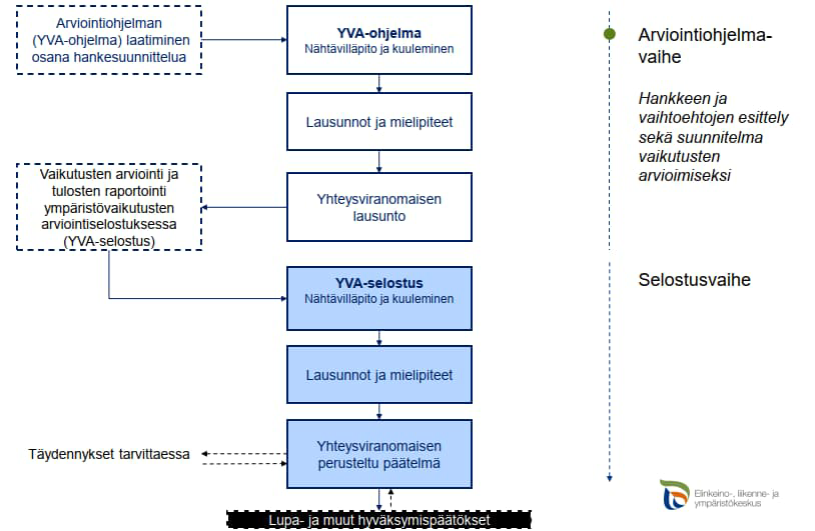 Arviointiohjelman
(YVA-ohjelma) laatiminen
osana hankesuunnittelua
YVA-ohjelma
Nähtävilläpito ja kuuleminen
Lausunnot ja mielipiteet
Yhteysviranomaisen
lausunto
Vaikutusten arviointi ja
tulosten raportointi
ympäristövaikutusten
arviointiselostuksessa
(YVA-selostus)
YVA-selostus
Nähtävilläpito ja kuuleminen
Lausunnot ja mielipiteet
Yhteysviranomaisen
perusteltu päätelmä
Täydennykset tarvittaessa
Lupa- ja muut hyväksymispäätökset
Arviointiohjelma-
vaihe
Hankkeen ja
vaihtoehtojen esittely
sekä suunnitelma
vaikutusten
arvioimiseksi
Selostusvaihe
Elinkeino-, liikenne- ja
ympäristökeskus